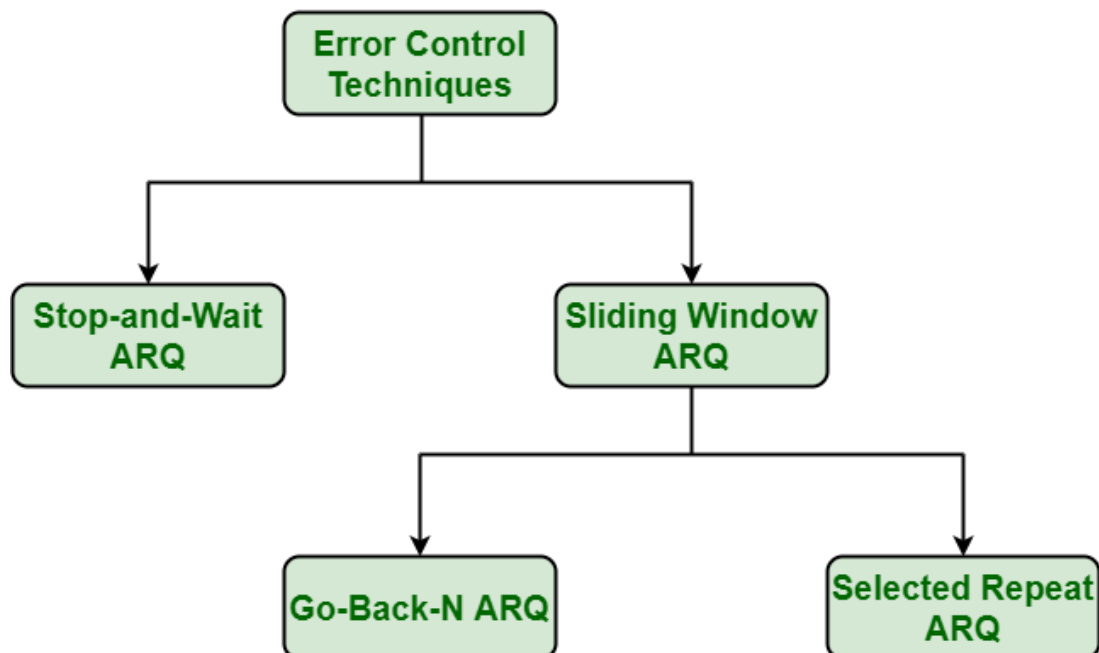 Error Control
Techniques
Stop-and-Wait
ARQ
Sliding Window
ARQ
Go-Back-N ARQ
Selected Repeat
ARQ